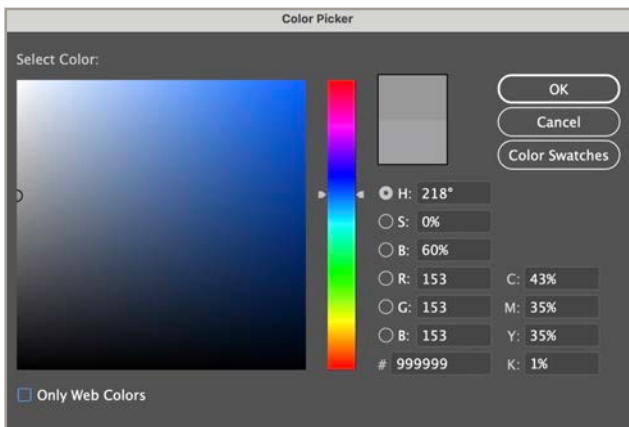 Color Picker
Select Color:
OK
Cancel
Color Swatches
H: 218°
S: 0%
B: 60%
R: 153 C: 43%
G: 153 M: 35%
B: 153 Y: 35%
# 999999 K: 1%
Only Web Colors